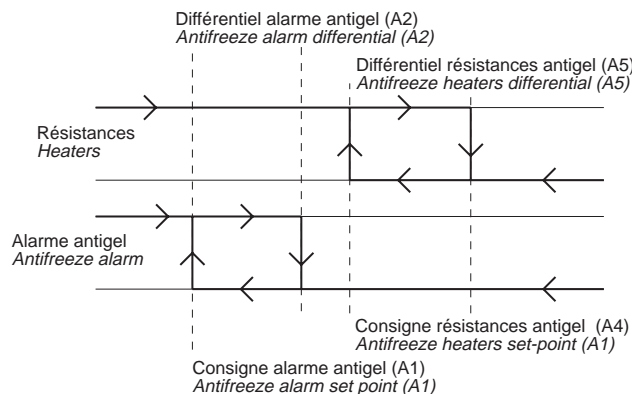 Différentiel alarme antigel (A2)
Antifreeze alarm differential (A2)
Différentiel résistances antigel (A5)
Antifreeze heaters differential (A5)
Résistances
Heaters
Alarme antigel
Antifreeze alarm
Consigne résistances antigel (A4)
Antifreeze heaters set-point (A1)
Consigne alarme antigel (A1)
Antifreeze alarm set point (A1)